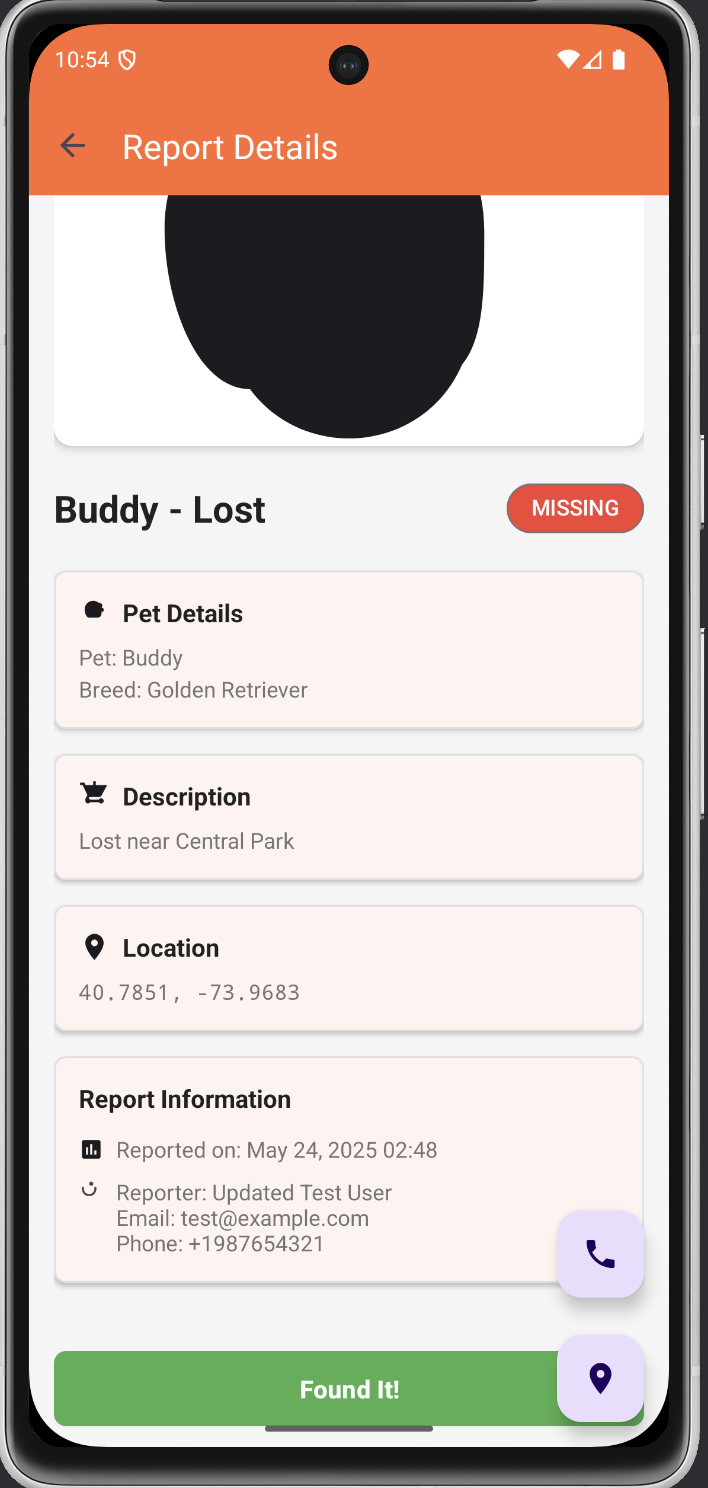 10:54
Report Details
Buddy - Lost
MISSING
Pet Details
Pet: Buddy
Breed: Golden Retriever
Description
Lost near Central Park
Location
40.7851, -73.9683
Report Information
Reported on: May 24, 2025 02:48
Reporter: Updated Test User
Email: test@example.com
Phone: +1987654321
Found It!